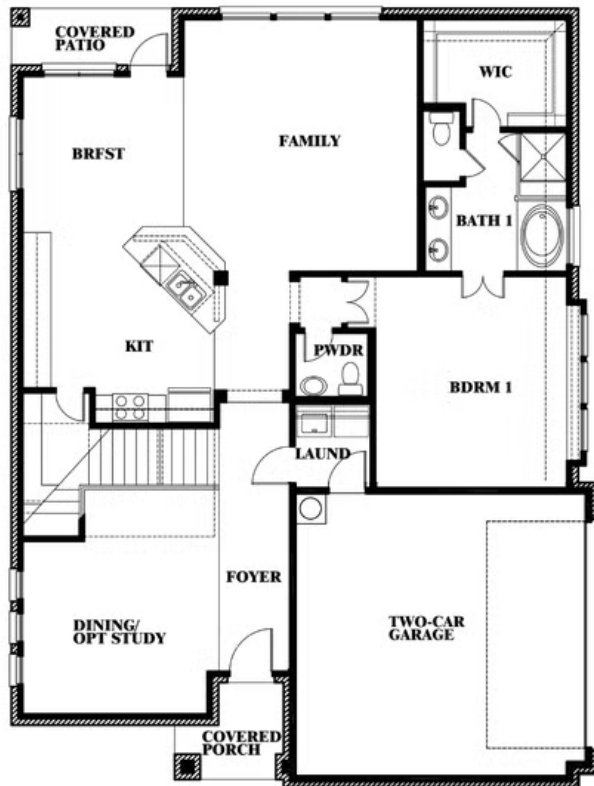 COVERED
PATIO
WIC
BRFST
FAMILY
BATH 1
KIT
PWDR
BDRM 1
LAUND
FOYER
DINING/
OPT STUDY
TWO-CAR
GARAGE
COVERED
PORCH